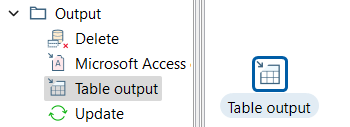 Output
Delete
Microsoft Access
Table output
Update
Table output